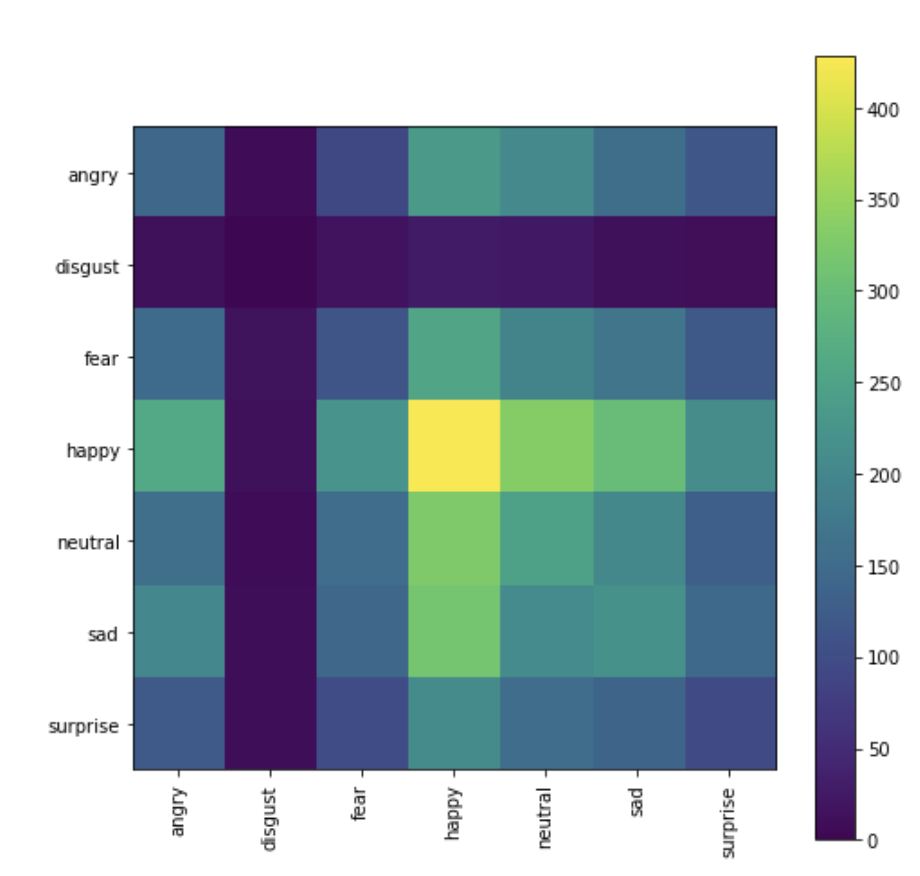 angry
disgust
fear
happy
neutral
sad
surprise
angry
disgust
fear
happy
neutral
sad
surprise
400
350
300
250
200
150
100
50
0